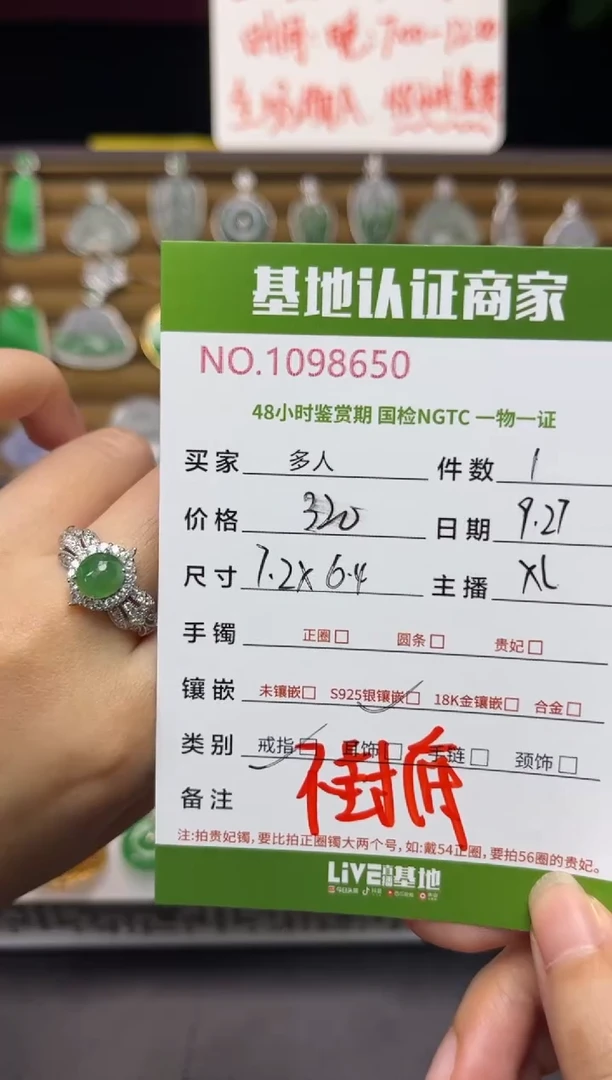 基地认证商家
NO.1098650
48小时鉴赏期 国检NGTC 一物一证
买家 多人 件数 1
价格 320 日期 9.27
尺寸 7.2x6.4 主播 XL
手镯 正圈□ 圆条□ 贵妃□
镶嵌 未镶嵌□ S925银镶嵌□ 18K金镶嵌□ 合金□
类别 戒指□ 耳饰□ 手链□ 颈饰□
备注
注:拍贵妃镯,要比拍正圈镯大两个号,如:戴54正圈,要拍56圈的贵妃。
LIVE直播基地